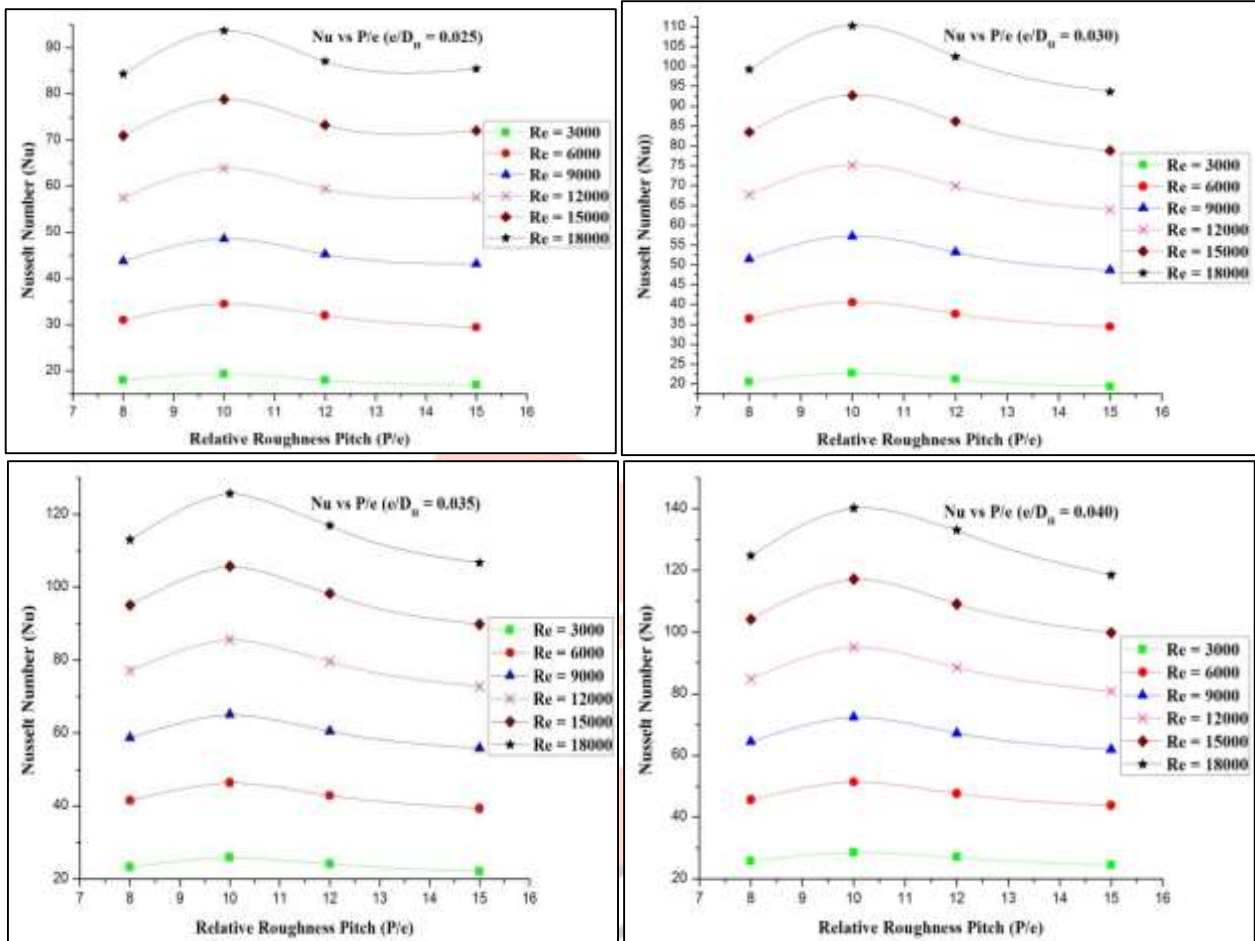 Nu vs P/e (e/Dₙ = 0.025)
Nusselt Number (Nu)
90
80
70
60
50
40
30
20
Re = 3000
Re = 6000
Re = 9000
Re = 12000
Re = 15000
Re = 18000
7 8 9 10 11 12 13 14 15 16
Relative Roughness Pitch (P/e)
Nu vs P/e (e/Dₙ = 0.030)
Nusselt Number (Nu))
110
105
100
95
90
85
80
75
70
65
60
55
50
45
40
35
30
25
20
Re = 3000
Re = 6000
Re = 9000
Re = 12000
Re = 15000
Re = 18000
7 8 9 10 11 12 13 14 15 16
Relative Roughness Pitch (P/e)
Nu vs P/e (e/Dₙ = 0.035)
Nusselt Number (Nu)
120
100
80
60
40
20
Re = 3000
Re = 6000
Re = 9000
Re = 12000
Re = 15000
Re = 18000
7 8 9 10 11 12 13 14 15 16
Relative Roughness Pitch (P/e)
Nu vs P/e (e/Dₙ = 0.040)
Nusselt Number (Nu)
140
120
100
80
60
40
20
Re = 3000
Re = 6000
Re = 9000
Re = 12000
Re = 15000
Re = 18000
7 8 9 10 11 12 13 14 15 16
Relative Roughness Pitch (P/e)